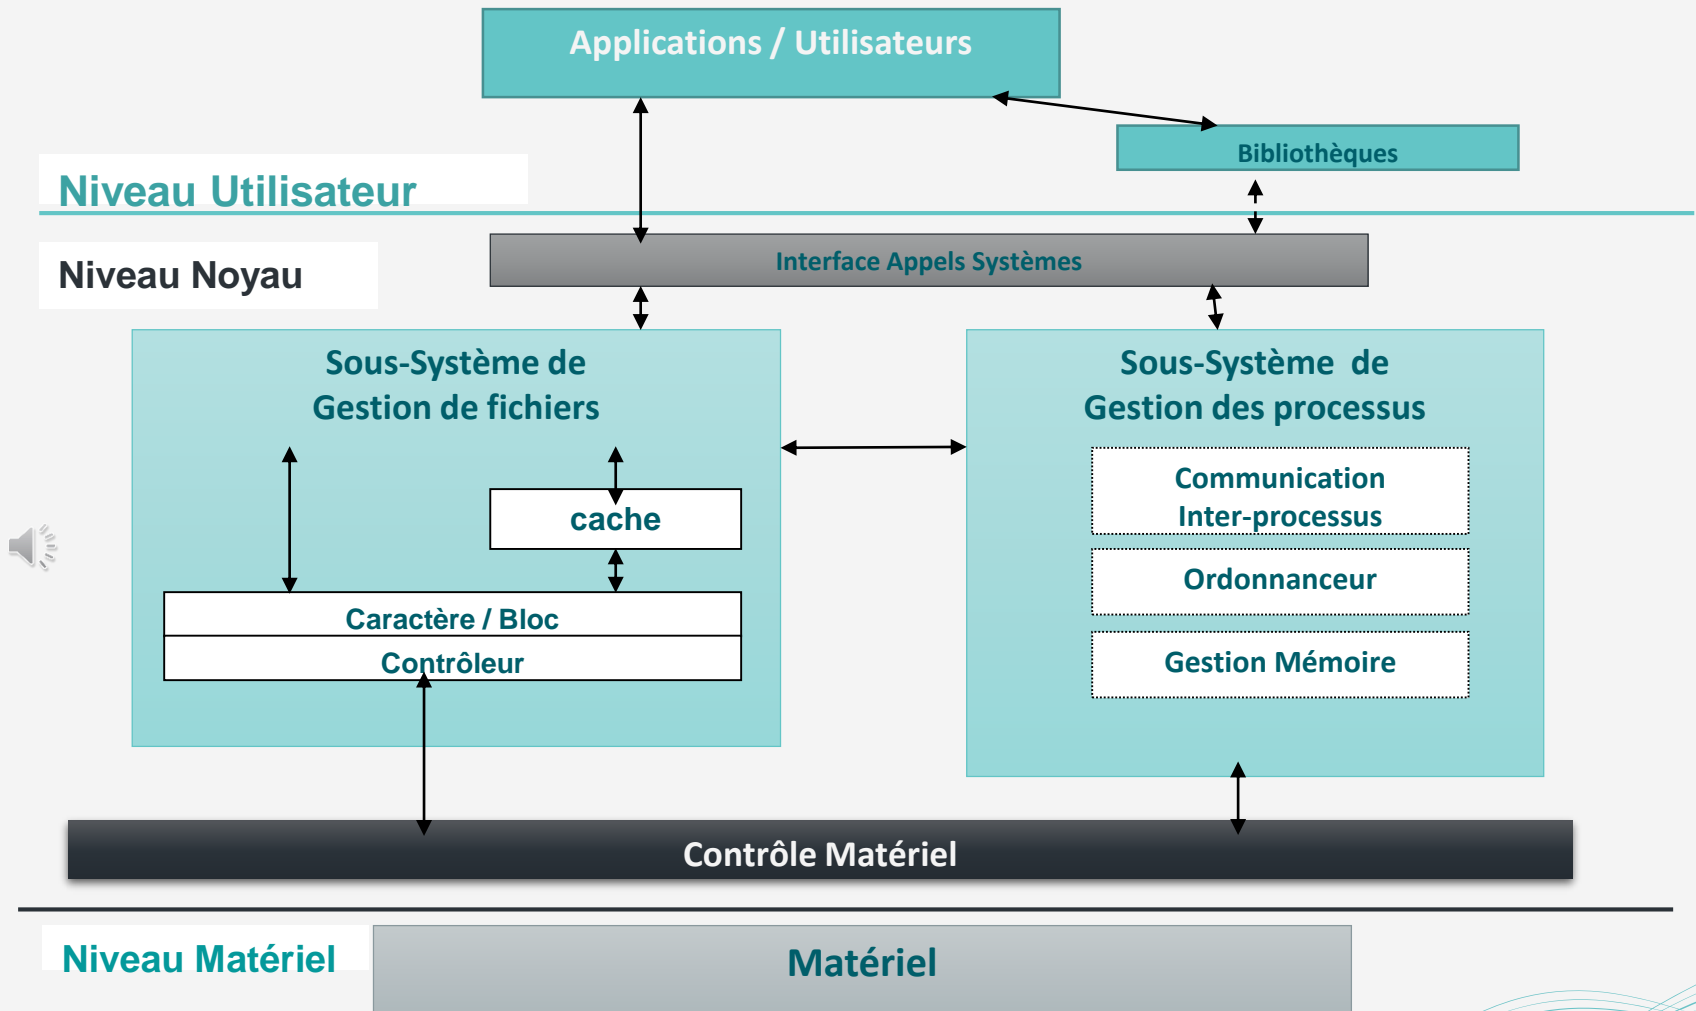 Applications / Utilisateurs
Bibliothèques
Niveau Utilisateur
Interface Appels Systèmes
Niveau Noyau
Sous-Système de
Gestion de fichiers
cache
Caractère / Bloc
Contrôleur
Sous-Système de
Gestion des processus
Communication
Inter-processus
Ordonnanceur
Gestion Mémoire
Contrôle Matériel
Niveau Matériel
Matériel